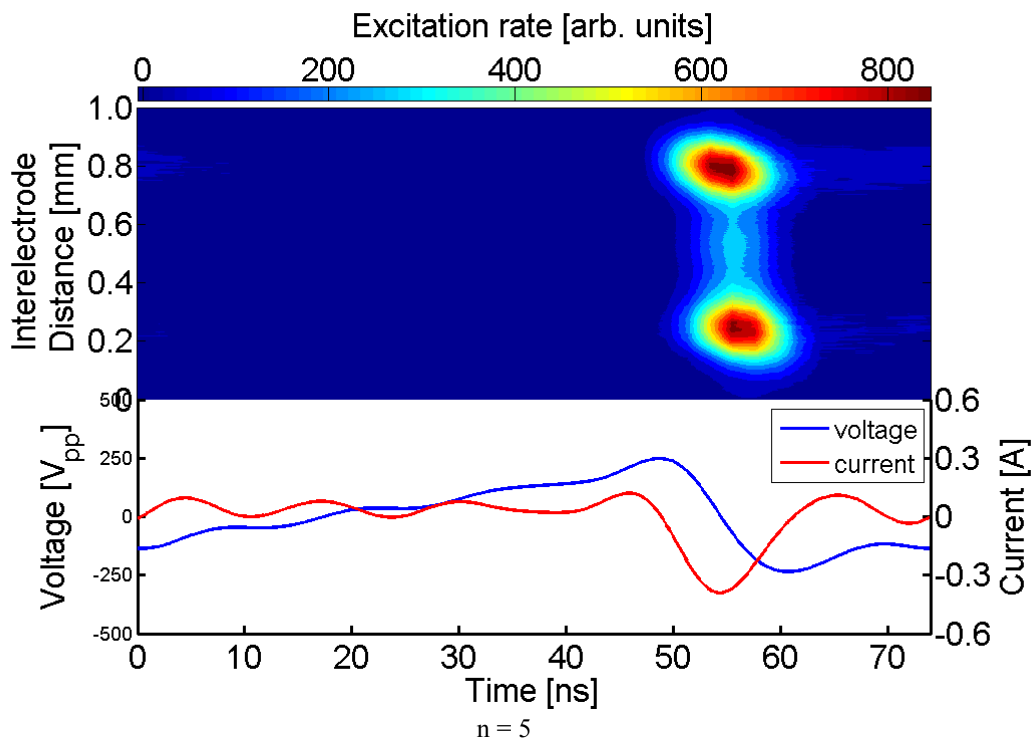 Excitation rate [arb. units]
0 200 400 600 800
1.0
0.8
0.6
0.4
0.2
0
Interelectrode
Distance [mm]
500
250
0
-250
-500
Voltage [Vpp]
voltage
current
0.6
0.3
0
-0.3
-0.6
Current [A]
0 10 20 30 40 50 60 70
Time [ns]
n = 5